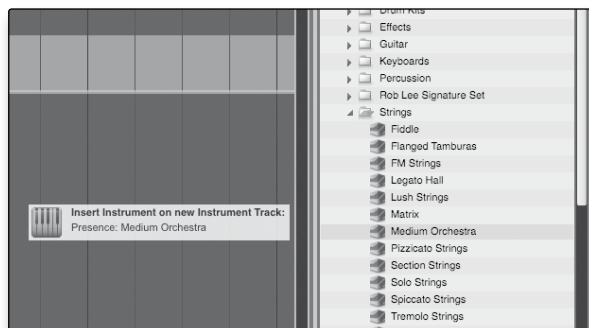 Drum Kits
Effects
Guitar
Keyboards
Percussion
Rob Lee Signature Set
Strings
Fiddle
Flanged Tamburas
FM Strings
Legato Hall
Lush Strings
Matrix
Medium Orchestra
Pizzicato Strings
Section Strings
Solo Strings
Spiccato Strings
Tremolo Strings
Insert Instrument on new Instrument Track:
Presence: Medium Orchestra